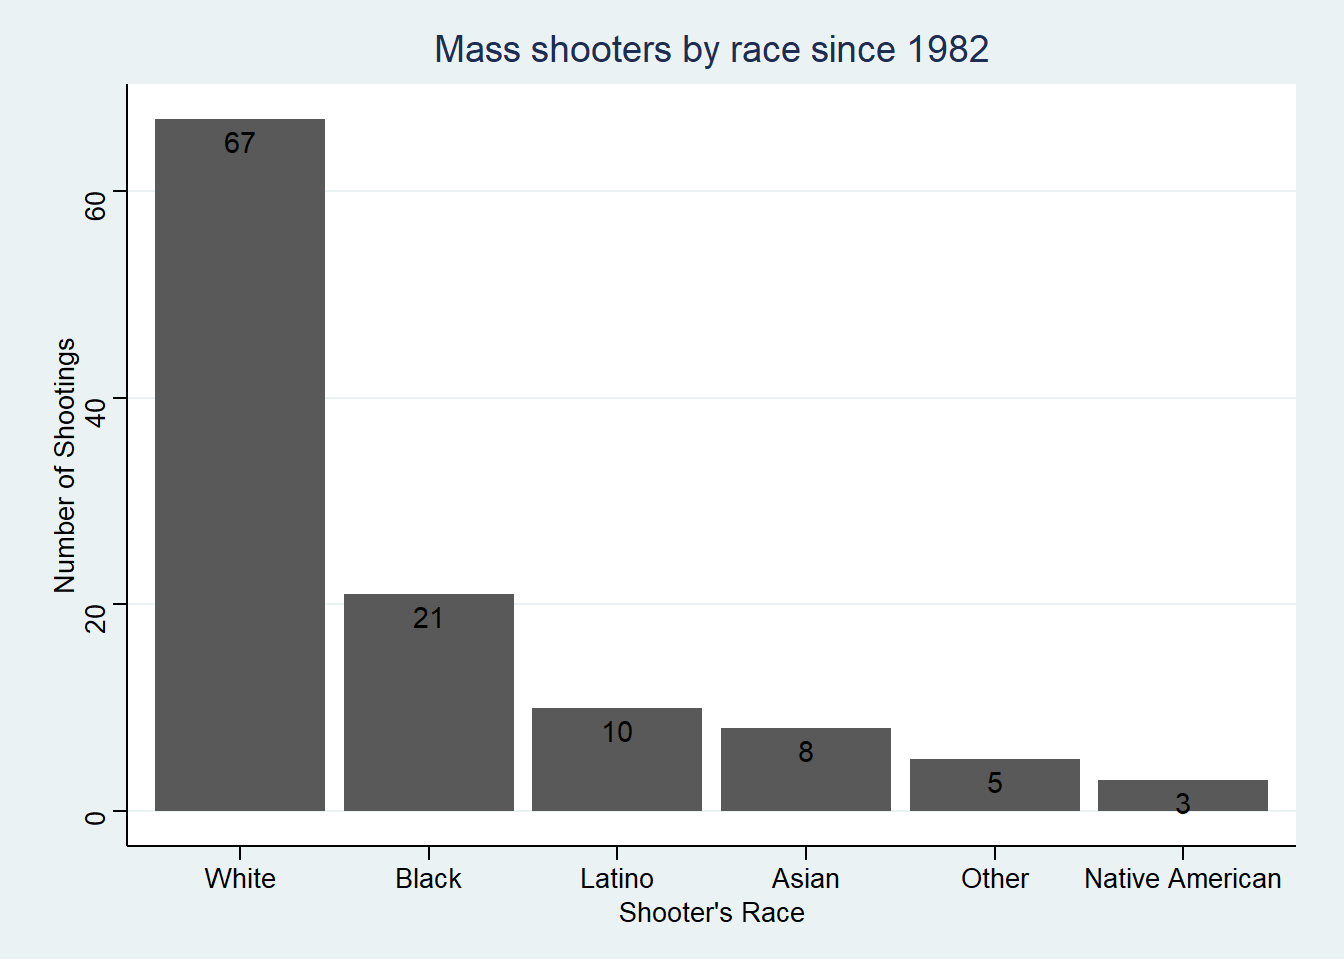 Mass shooters by race since 1982
Number of Shootings
60
40
20
0
67
21
10
8
5
3
White
Black
Latino
Asian
Other
Native American
Shooter's Race